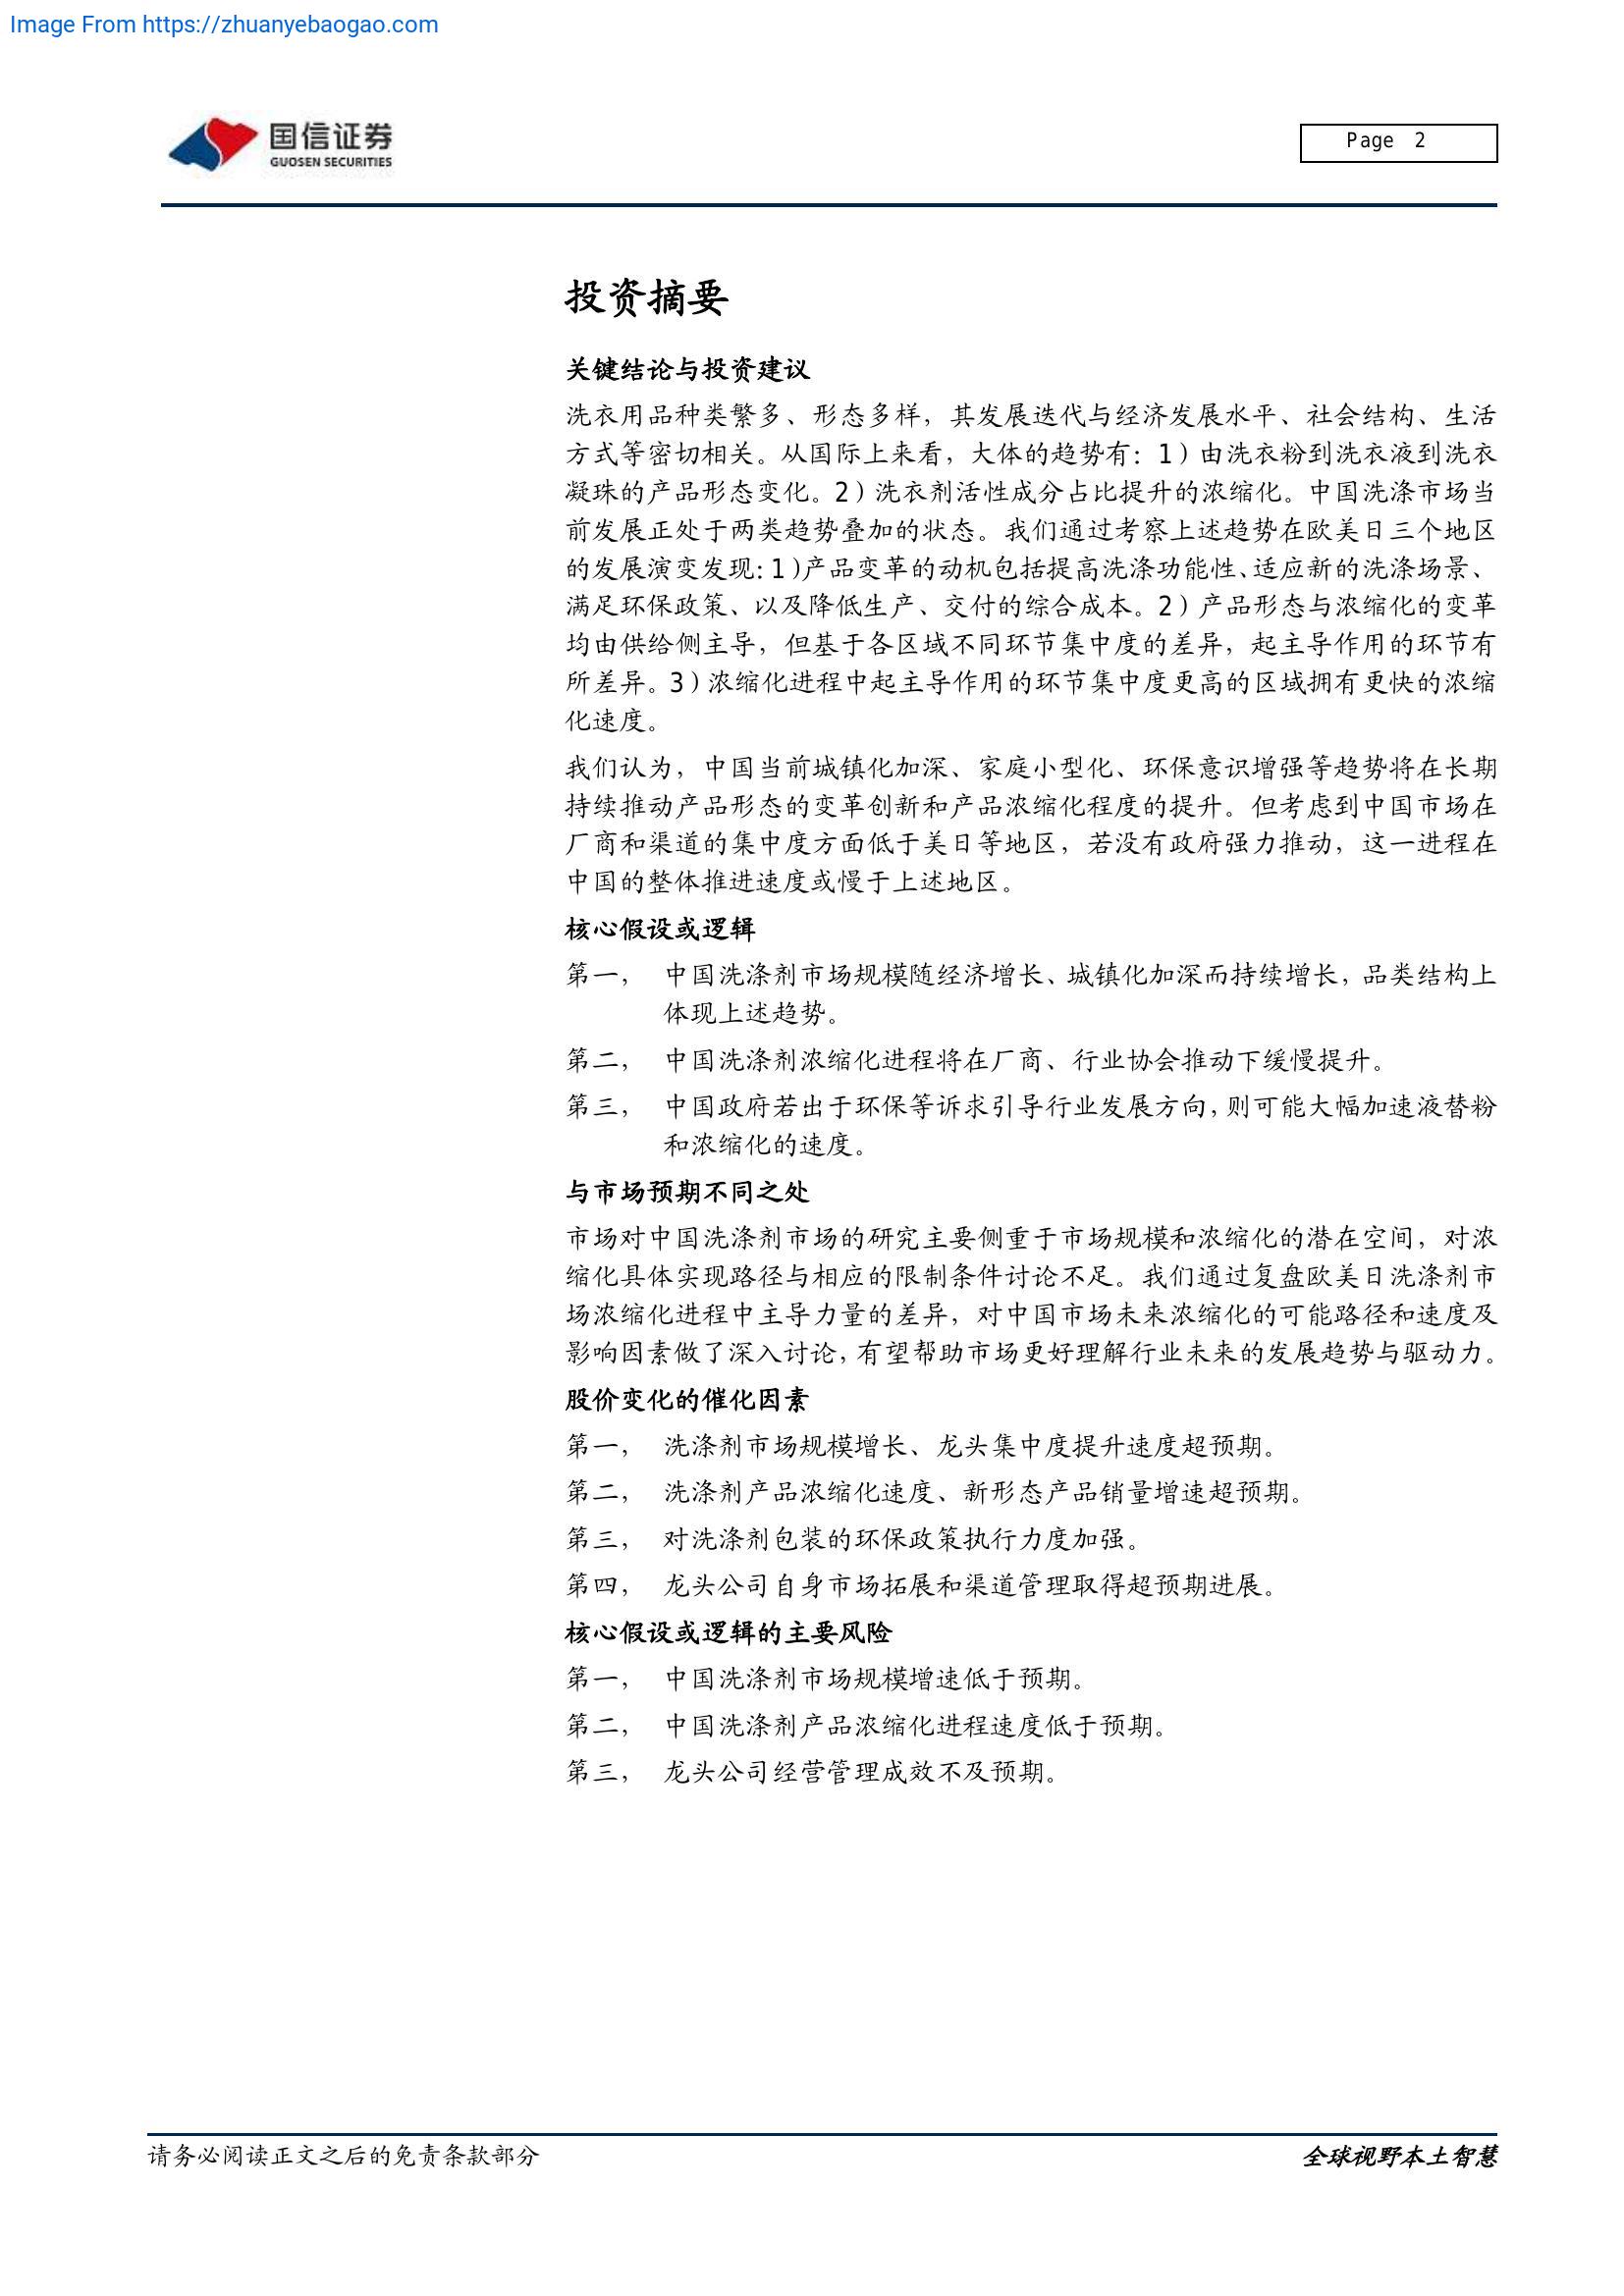 Image From https://zhuanyebaogao.com
国信证券
GUOSEN SECURITIES
Page 2
投资摘要
关键结论与投资建议
洗衣用品种类繁多、形态多样，其发展迭代与经济发展水平、社会结构、生活
方式等密切相关。从国际上来看，大体的趋势有：1）由洗衣粉到洗衣液到洗衣
凝珠的产品形态变化。2）洗衣剂活性成分占比提升的浓缩化。中国洗涤市场当
前发展正处于两类趋势叠加的状态。我们通过考察上述趋势在欧美日三个地区
的发展演变发现：1）产品变革的动机包括提高洗涤功能性、适应新的洗涤场景、
满足环保政策、以及降低生产、交付的综合成本。2）产品形态与浓缩化的变革
均由供给侧主导，但基于各区域不同环节集中度的差异，起主导作用的环节有
所差异。3）浓缩化进程中起主导作用的环节集中度更高的区域拥有更快的浓缩
化速度。
我们认为，中国当前城镇化加深、家庭小型化、环保意识增强等趋势将在长期
持续推动产品形态的变革创新和产品浓缩化程度的提升。但考虑到中国市场在
厂商和渠道的集中度方面低于美日等地区，若没有政府强力推动，这一进程在
中国的整体推进速度或慢于上述地区。
核心假设或逻辑
第一， 中国洗涤剂市场规模随经济增长、城镇化加深而持续增长，品类结构上
体现上述趋势。
第二， 中国洗涤剂浓缩化进程将在厂商、行业协会推动下缓慢提升。
第三， 中国政府若出于环保等诉求引导行业发展方向，则可能大幅加速液替粉
和浓缩化的速度。
与市场预期不同之处
市场对中国洗涤剂市场的研究主要侧重于市场规模和浓缩化的潜在空间，对浓
缩化具体实现路径与相应的限制条件讨论不足。我们通过复盘欧美日洗涤剂市
场浓缩化进程中主导力量的差异，对中国市场未来浓缩化的可能路径和速度及
影响因素做了深入讨论，有望帮助市场更好理解行业未来的发展趋势与驱动力。
股价变化的催化因素
第一， 洗涤剂市场规模增长、龙头集中度提升速度超预期。
第二， 洗涤剂产品浓缩化速度、新形态产品销量增速超预期。
第三， 对洗涤剂包装的环保政策执行力度加强。
第四， 龙头公司自身市场拓展和渠道管理取得超预期进展。
核心假设或逻辑的主要风险
第一， 中国洗涤剂市场规模增速低于预期。
第二， 中国洗涤剂产品浓缩化进程速度低于预期。
第三， 龙头公司经营管理成效不及预期。
请务必阅读正文之后的免责条款部分
全球视野本土智慧